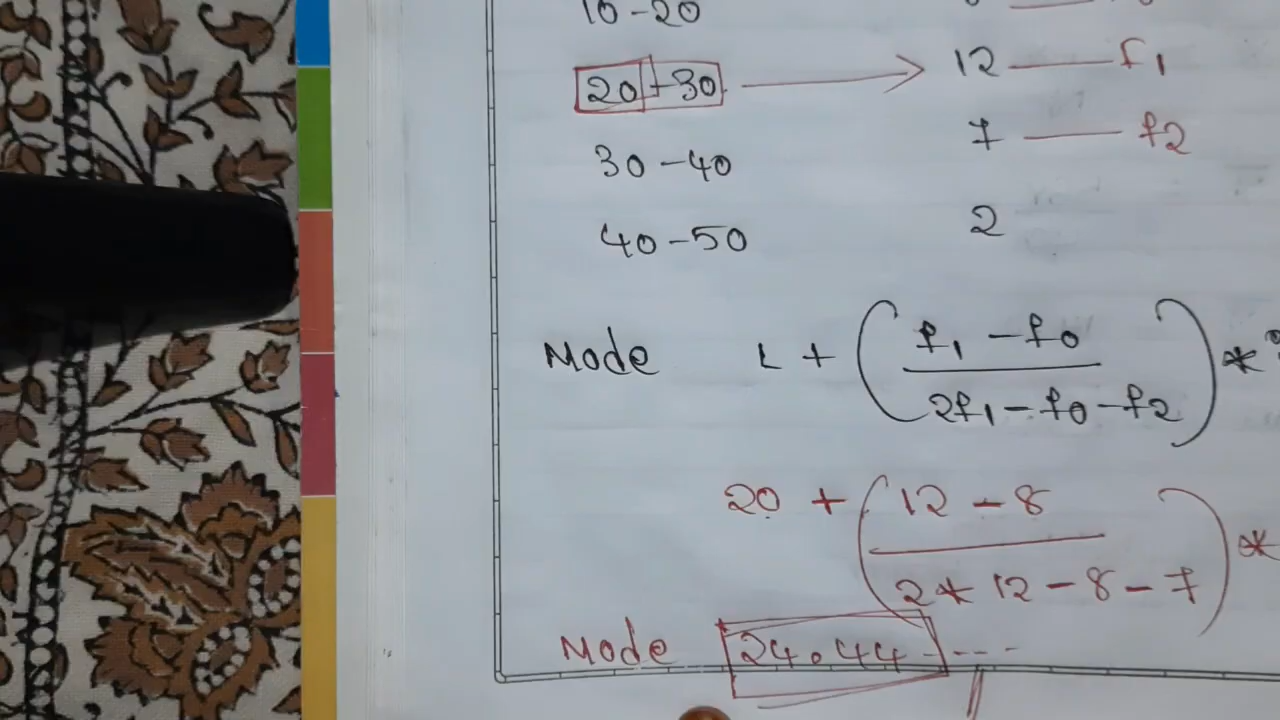 10-20
20-30 → 12 — f1
30-40 7 — f2
40-50 2
Mode L + ( f1 - f0 / 2f1 - f0 - f2 ) *
20 + ( 12 - 8 / 2 * 12 - 8 - 7 ) *
Mode 24.44 ----